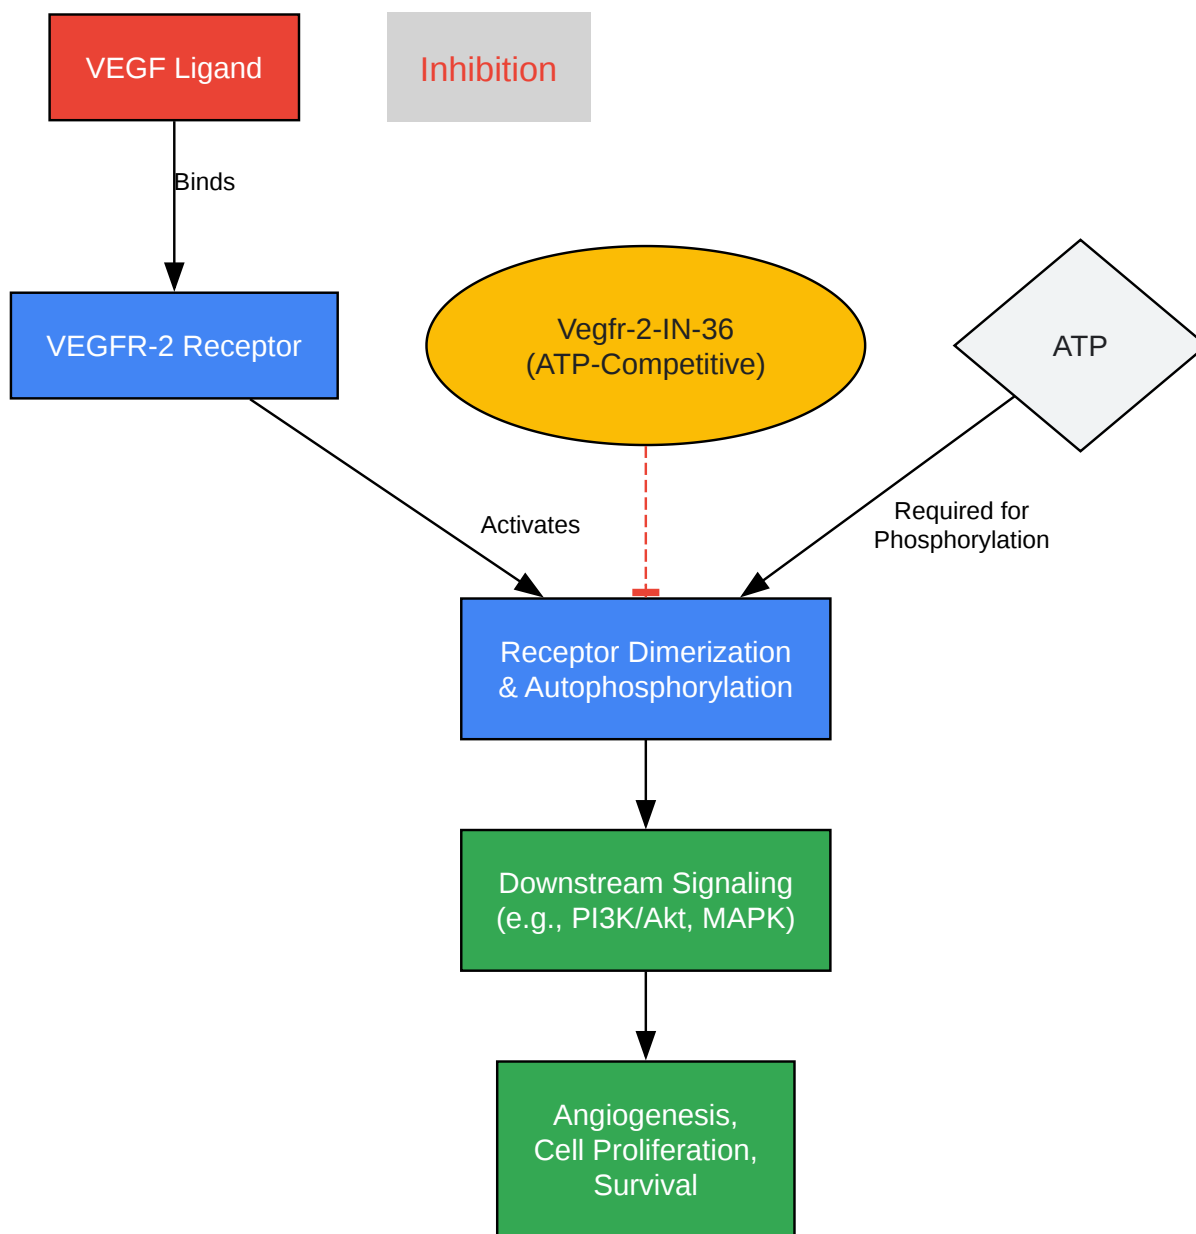 VEGF Ligand
Inhibition
Binds
VEGFR-2 Receptor
Vegfr-2-IN-36
(ATP-Competitive)
ATP
Activates
Required for
Phosphorylation
Receptor Dimerization
& Autophosphorylation
Downstream Signaling
(e.g., PI3K/Akt, MAPK)
Angiogenesis,
Cell Proliferation,
Survival